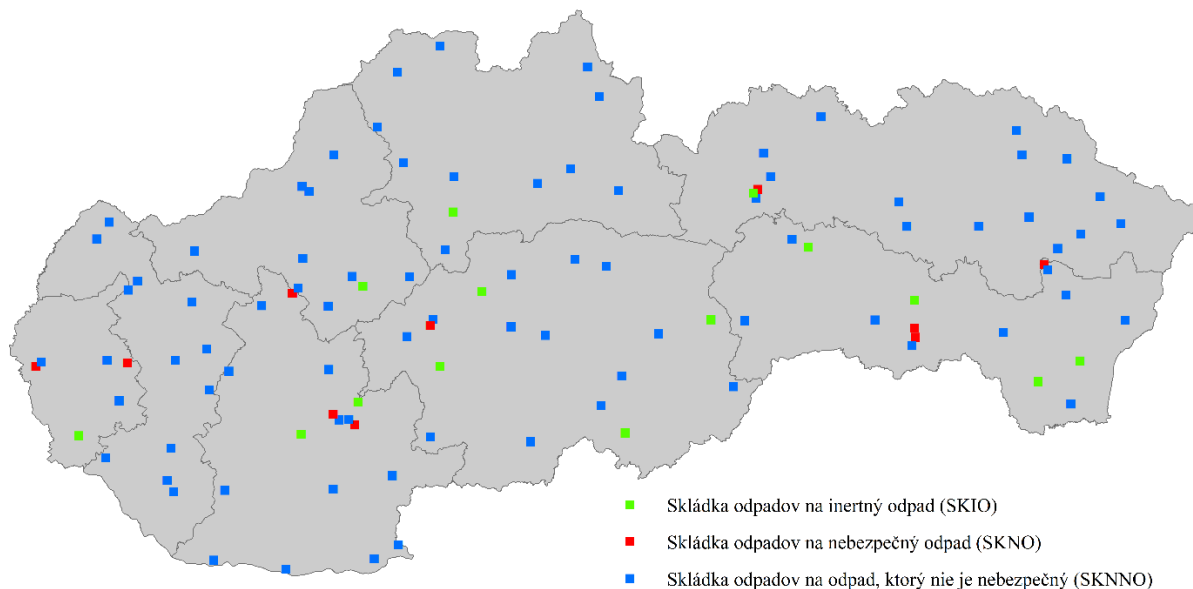 Skládka odpadov na inertný odpad (SKIO)
Skládka odpadov na nebezpečný odpad (SKNO)
Skládka odpadov na odpad, ktorý nie je nebezpečný (SKNNO)